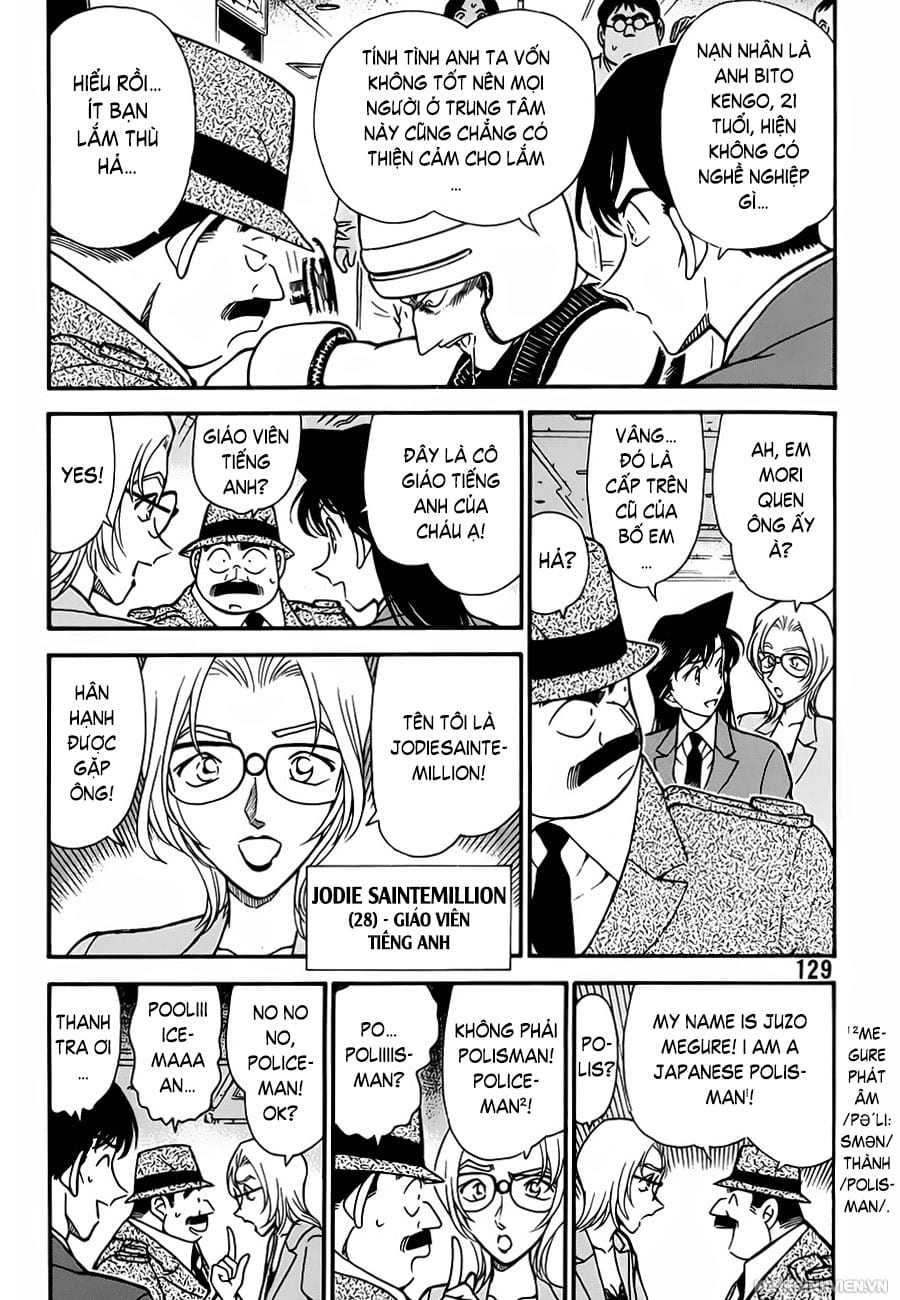 NẠN NHÂN LÀ
ANH BITO
KENGO, 21
TUỔI, HIỆN
KHÔNG CÓ
NGHỀ NGHIỆP
GÌ...
TÍNH TÌNH ANH TA VỐN
KHÔNG TỐT NÊN MỌI
NGƯỜI Ở TRUNG TÂM
NÀY CŨNG CHẲNG CÓ
THIỆN CẢM CHO LẮM
...
HIỂU RỒI...
ÍT BẠN
LẮM THÙ
HẢ...
AH, EM
MORI
QUEN
ÔNG ẤY
À?
VÂNG...
ĐÓ LÀ
CẤP TRÊN
CŨ CỦA
BỐ EM
...
HẢ?
ĐÂY LÀ CÔ
GIÁO TIẾNG
ANH CỦA
CHÁU Ạ!
GIÁO VIÊN
TIẾNG
ANH?
YES!
TÊN TÔI LÀ
JODIESAINTE-
MILLION!
HÂN
HẠNH
ĐƯỢC
GẶP
ÔNG!
JODIE SAINTEMILLION
(28) - GIÁO VIÊN
TIẾNG ANH
129
MY NAME IS JUZO
MEGURE! I AM A
JAPANESE POLIS-
MAN¹!
PO-
LIS?
KHÔNG PHẢI
POLISMAN!
POLICE-
MAN²!
PO...
POLIIIIS-
MAN?
NO NO
NO,
POLICE-
MAN!
OK?
POOLIII
ICE-
MAAA
AN...
THANH
TRA ƠI
...
¹²ME-
GURE
PHÁT
ÂM
/PƏ´LI:
SMƏN/
THÀNH
/POLIS-
MAN/.